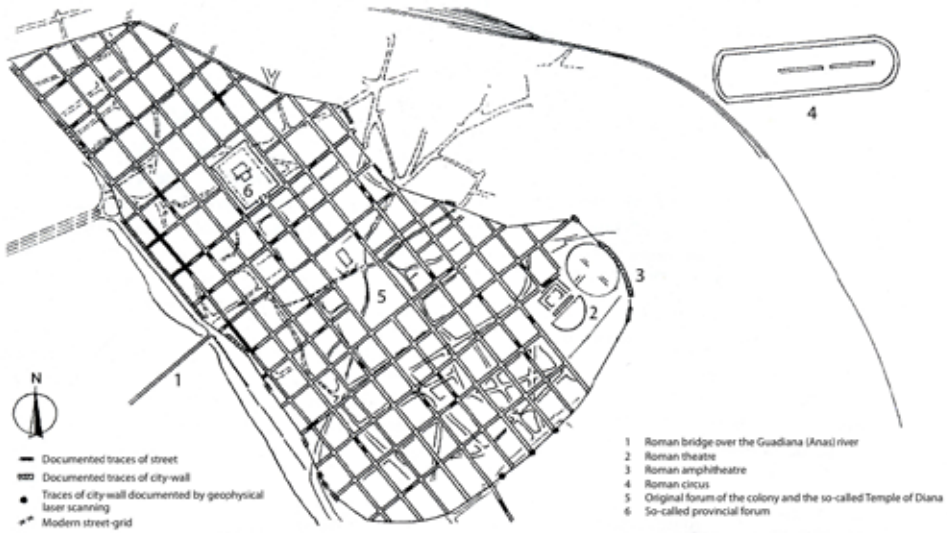 4
6
3
5
2
1
N
Documented traces of street
Documented traces of city-wall
Traces of city-wall documented by geophysical
laser scanning
Modern street-grid
1 Roman bridge over the Guadiana (Anas) river
2 Roman theatre
3 Roman amphitheatre
4 Roman circus
5 Original forum of the colony and the so-called Temple of Diana
6 So-called provincial forum